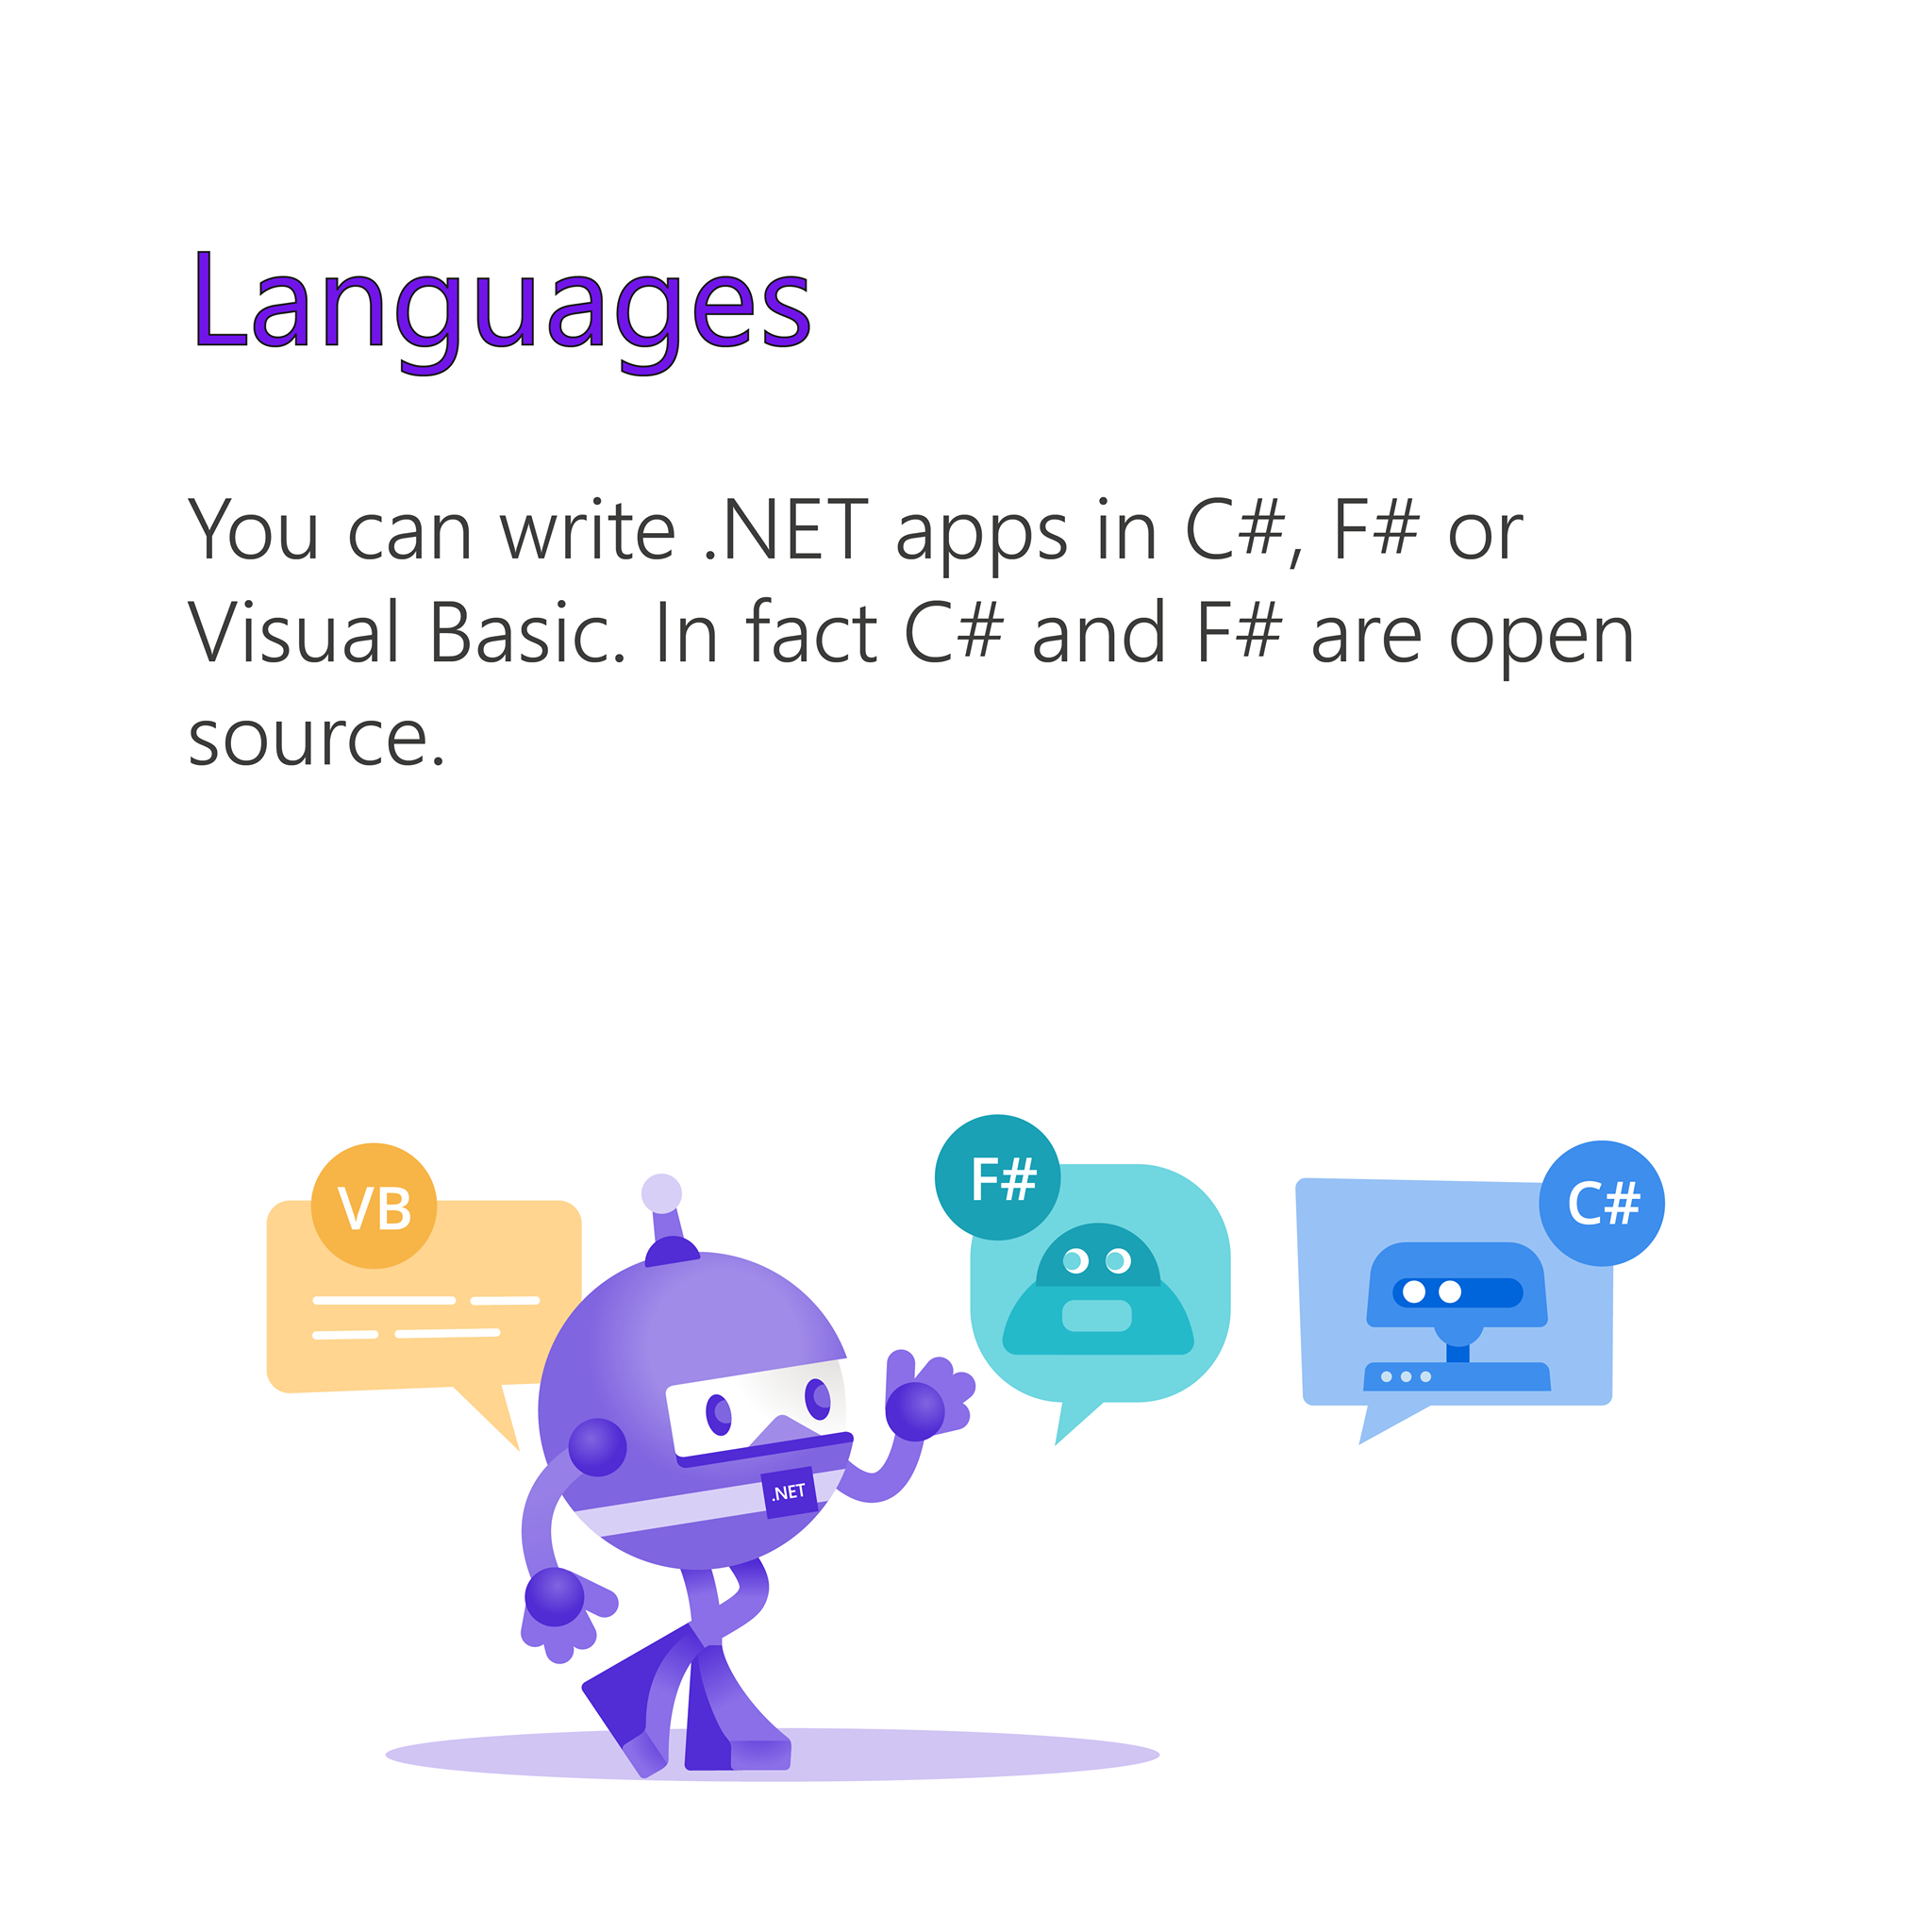 Languages
You can write .NET apps in C#, F# or
Visual Basic. In fact C# and F# are open
source.
VB
F#
C#
.NET